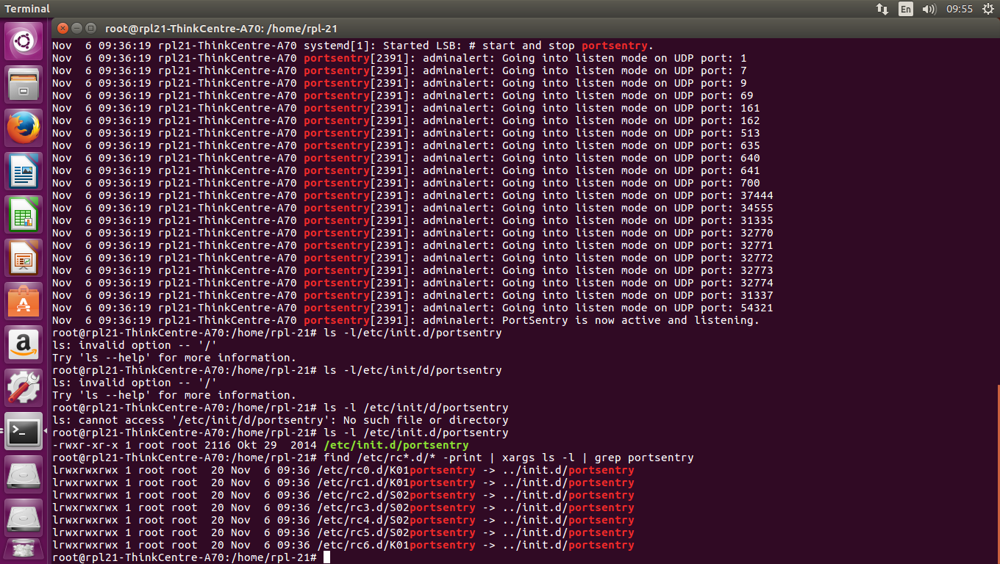 Terminal
En
09:55
root@rpl21-ThinkCentre-A70: /home/rpl-21
Nov  6 09:36:19 rpl21-ThinkCentre-A70 systemd[1]: Started LSB: # start and stop portsentry.
Nov  6 09:36:19 rpl21-ThinkCentre-A70 portsentry[2391]: adminalert: Going into listen mode on UDP port: 1
Nov  6 09:36:19 rpl21-ThinkCentre-A70 portsentry[2391]: adminalert: Going into listen mode on UDP port: 7
Nov  6 09:36:19 rpl21-ThinkCentre-A70 portsentry[2391]: adminalert: Going into listen mode on UDP port: 9
Nov  6 09:36:19 rpl21-ThinkCentre-A70 portsentry[2391]: adminalert: Going into listen mode on UDP port: 69
Nov  6 09:36:19 rpl21-ThinkCentre-A70 portsentry[2391]: adminalert: Going into listen mode on UDP port: 161
Nov  6 09:36:19 rpl21-ThinkCentre-A70 portsentry[2391]: adminalert: Going into listen mode on UDP port: 162
Nov  6 09:36:19 rpl21-ThinkCentre-A70 portsentry[2391]: adminalert: Going into listen mode on UDP port: 513
Nov  6 09:36:19 rpl21-ThinkCentre-A70 portsentry[2391]: adminalert: Going into listen mode on UDP port: 635
Nov  6 09:36:19 rpl21-ThinkCentre-A70 portsentry[2391]: adminalert: Going into listen mode on UDP port: 640
Nov  6 09:36:19 rpl21-ThinkCentre-A70 portsentry[2391]: adminalert: Going into listen mode on UDP port: 641
Nov  6 09:36:19 rpl21-ThinkCentre-A70 portsentry[2391]: adminalert: Going into listen mode on UDP port: 700
Nov  6 09:36:19 rpl21-ThinkCentre-A70 portsentry[2391]: adminalert: Going into listen mode on UDP port: 37444
Nov  6 09:36:19 rpl21-ThinkCentre-A70 portsentry[2391]: adminalert: Going into listen mode on UDP port: 34555
Nov  6 09:36:19 rpl21-ThinkCentre-A70 portsentry[2391]: adminalert: Going into listen mode on UDP port: 31335
Nov  6 09:36:19 rpl21-ThinkCentre-A70 portsentry[2391]: adminalert: Going into listen mode on UDP port: 32770
Nov  6 09:36:19 rpl21-ThinkCentre-A70 portsentry[2391]: adminalert: Going into listen mode on UDP port: 32771
Nov  6 09:36:19 rpl21-ThinkCentre-A70 portsentry[2391]: adminalert: Going into listen mode on UDP port: 32772
Nov  6 09:36:19 rpl21-ThinkCentre-A70 portsentry[2391]: adminalert: Going into listen mode on UDP port: 32773
Nov  6 09:36:19 rpl21-ThinkCentre-A70 portsentry[2391]: adminalert: Going into listen mode on UDP port: 32774
Nov  6 09:36:19 rpl21-ThinkCentre-A70 portsentry[2391]: adminalert: Going into listen mode on UDP port: 31337
Nov  6 09:36:19 rpl21-ThinkCentre-A70 portsentry[2391]: adminalert: Going into listen mode on UDP port: 54321
Nov  6 09:36:19 rpl21-ThinkCentre-A70 portsentry[2391]: adminalert: PortSentry is now active and listening.
root@rpl21-ThinkCentre-A70:/home/rpl-21# ls -l/etc/init.d/portsentry
ls: invalid option -- '/'
Try 'ls --help' for more information.
root@rpl21-ThinkCentre-A70:/home/rpl-21# ls -l/etc/init/d/portsentry
ls: invalid option -- '/'
Try 'ls --help' for more information.
root@rpl21-ThinkCentre-A70:/home/rpl-21# ls -l /etc/init/d/portsentry
ls: cannot access '/etc/init/d/portsentry': No such file or directory
root@rpl21-ThinkCentre-A70:/home/rpl-21# ls -l /etc/init.d/portsentry
-rwxr-xr-x 1 root root 2116 Okt 29  2014 /etc/init.d/portsentry
root@rpl21-ThinkCentre-A70:/home/rpl-21# find /etc/rc*.d/* -print | xargs ls -l | grep portsentry
lrwxrwxrwx 1 root root  20 Nov  6 09:36 /etc/rc0.d/K01portsentry -> ../init.d/portsentry
lrwxrwxrwx 1 root root  20 Nov  6 09:36 /etc/rc1.d/K01portsentry -> ../init.d/portsentry
lrwxrwxrwx 1 root root  20 Nov  6 09:36 /etc/rc2.d/S02portsentry -> ../init.d/portsentry
lrwxrwxrwx 1 root root  20 Nov  6 09:36 /etc/rc3.d/S02portsentry -> ../init.d/portsentry
lrwxrwxrwx 1 root root  20 Nov  6 09:36 /etc/rc4.d/S02portsentry -> ../init.d/portsentry
lrwxrwxrwx 1 root root  20 Nov  6 09:36 /etc/rc5.d/S02portsentry -> ../init.d/portsentry
lrwxrwxrwx 1 root root  20 Nov  6 09:36 /etc/rc6.d/K01portsentry -> ../init.d/portsentry
root@rpl21-ThinkCentre-A70:/home/rpl-21#